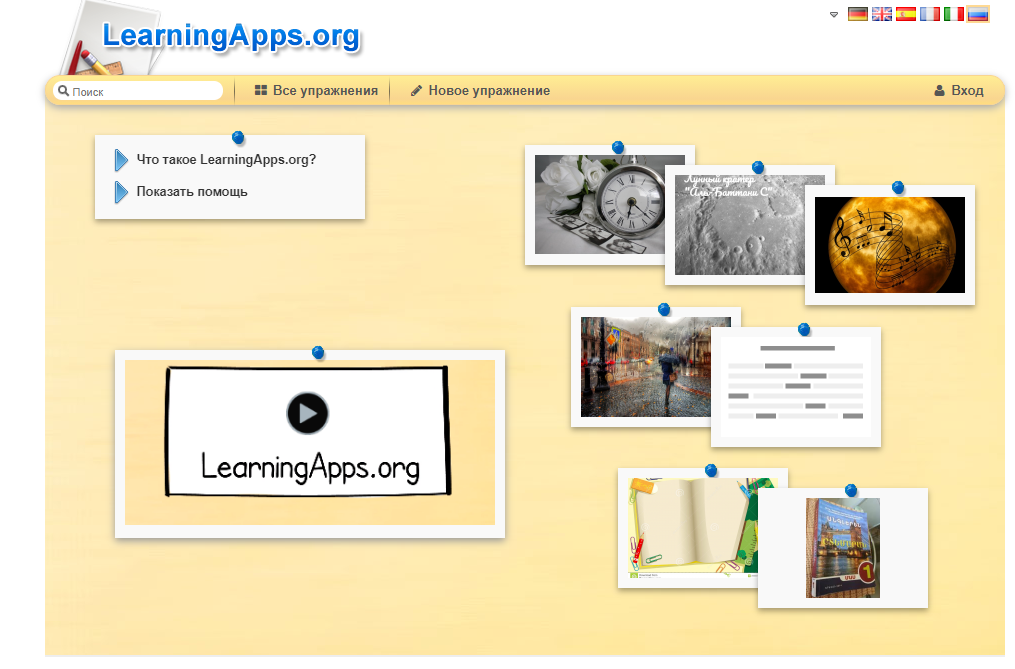 LearningApps.org
Поиск
Все упражнения
Новое упражнение
Вход
Что такое LearningApps.org?
Показать помощь
Лунный кратер
"Аль-Баттани С"
LearningApps.org
1